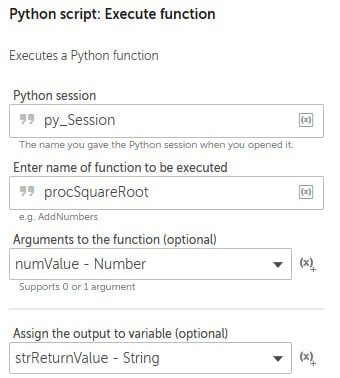 Python script: Execute function
Executes a Python function
Python session
py_Session
(x)
The name you gave the Python session when you opened it.
Enter name of function to be executed
procSquareRoot
(x)
e.g. AddNumbers
Arguments to the function (optional)
numValue - Number
(x)+
Supports 0 or 1 argument
Assign the output to variable (optional)
strReturnValue - String
(x)+